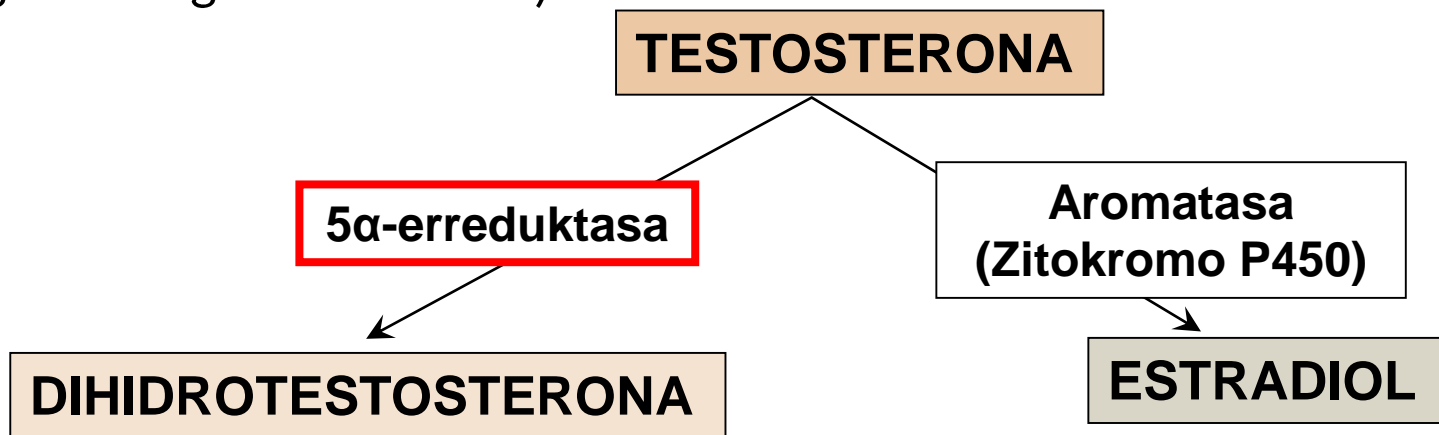 TESTOSTERONA
5α-erreduktasa
Aromatasa
(Zitokromo P450)
DIHIDROTESTOSTERONA
ESTRADIOL